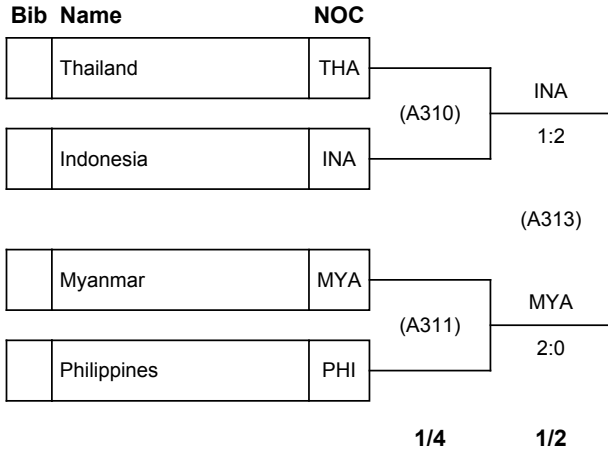 Bib Name NOC
Thailand THA
INA
(A310)
1:2
Indonesia INA
(A313)
Myanmar MYA
MYA
(A311)
2:0
Philippines PHI
1/4 1/2